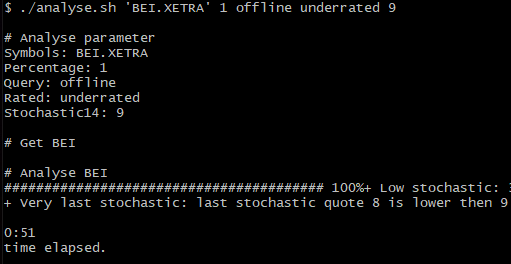 $ ./analyse.sh 'BEI.XETRA' 1 offline underrated 9
# Analyse parameter
Symbols: BEI.XETRA
Percentage: 1
Query: offline
Rated: underrated
Stochastic14: 9
# Get BEI
# Analyse BEI
######################################## 100%+ Low stochastic:
+ Very last stochastic: last stochastic quote 8 is lower then 9
0:51
time elapsed.